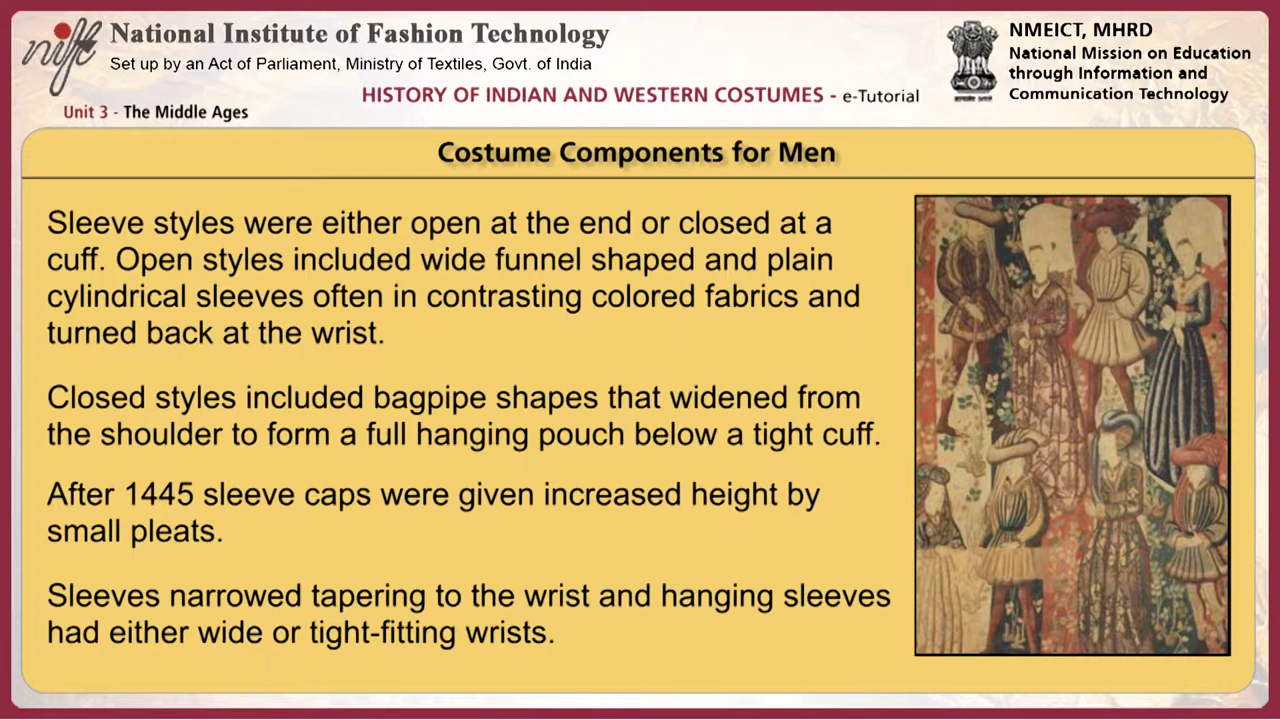 nift
National Institute of Fashion Technology
Set up by an Act of Parliament, Ministry of Textiles, Govt. of India
NMEICT, MHRD
National Mission on Education
through Information and
Communication Technology
HISTORY OF INDIAN AND WESTERN COSTUMES - e-Tutorial
Unit 3 - The Middle Ages
Costume Components for Men
Sleeve styles were either open at the end or closed at a
cuff. Open styles included wide funnel shaped and plain
cylindrical sleeves often in contrasting colored fabrics and
turned back at the wrist.
Closed styles included bagpipe shapes that widened from
the shoulder to form a full hanging pouch below a tight cuff.
After 1445 sleeve caps were given increased height by
small pleats.
Sleeves narrowed tapering to the wrist and hanging sleeves
had either wide or tight-fitting wrists.